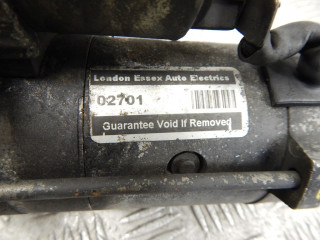 London Essex Auto Electrics
02701
Guarantee Void If Removed